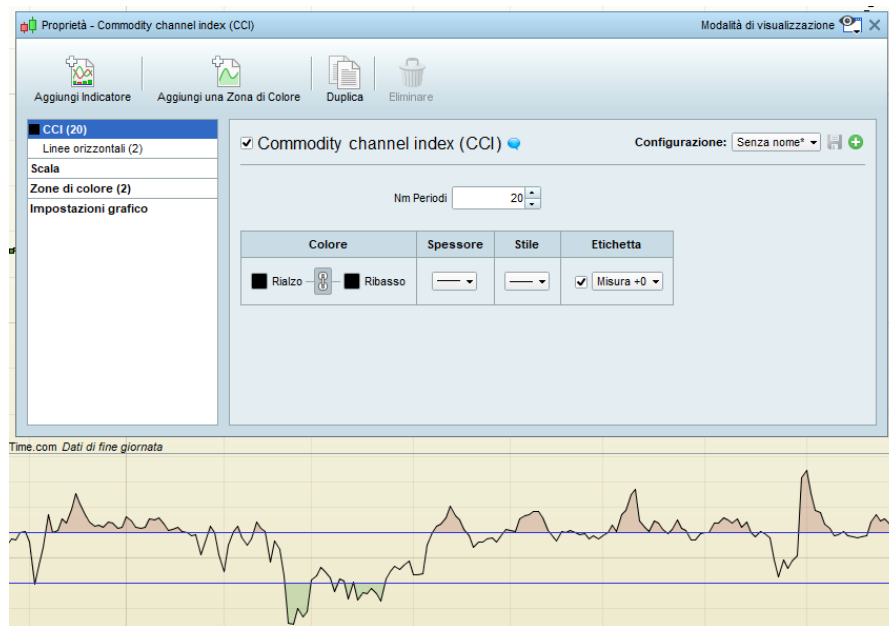 Proprietà - Commodity channel index (CCI)
Modalità di visualizzazione
Aggiungi Indicatore
Aggiungi una Zona di Colore
Duplica
Eliminare
CCI (20)
Linee orizzontali (2)
Scala
Zone di colore (2)
Impostazioni grafico
Commodity channel index (CCI)
Configurazione: Senza nome*
Nm Periodi 20
Colore Spessore Stile Etichetta
Rialzo Ribasso Misura +0
Time.com Dati di fine giornata